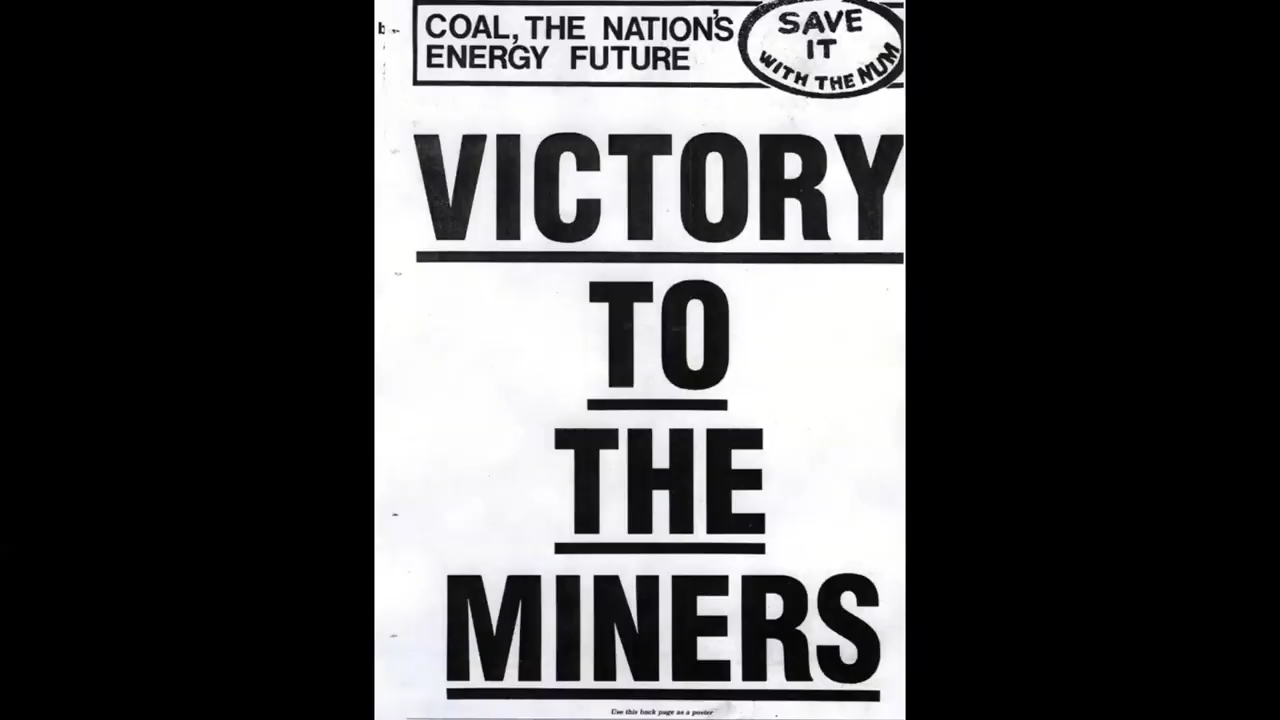 COAL, THE NATION'S
ENERGY FUTURE
SAVE
IT
WITH THE NUM
VICTORY
TO
THE
MINERS
Use this back page as a poster